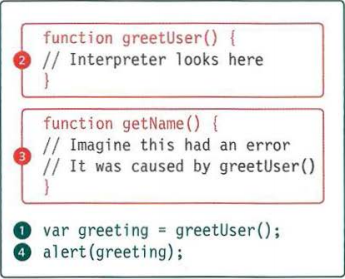 function greetUser() {
2 // Interpreter looks here
}
function getName() {
// Imagine this had an error
3 // It was caused by greetUser()
}
1 var greeting = greetUser();
4 alert(greeting);